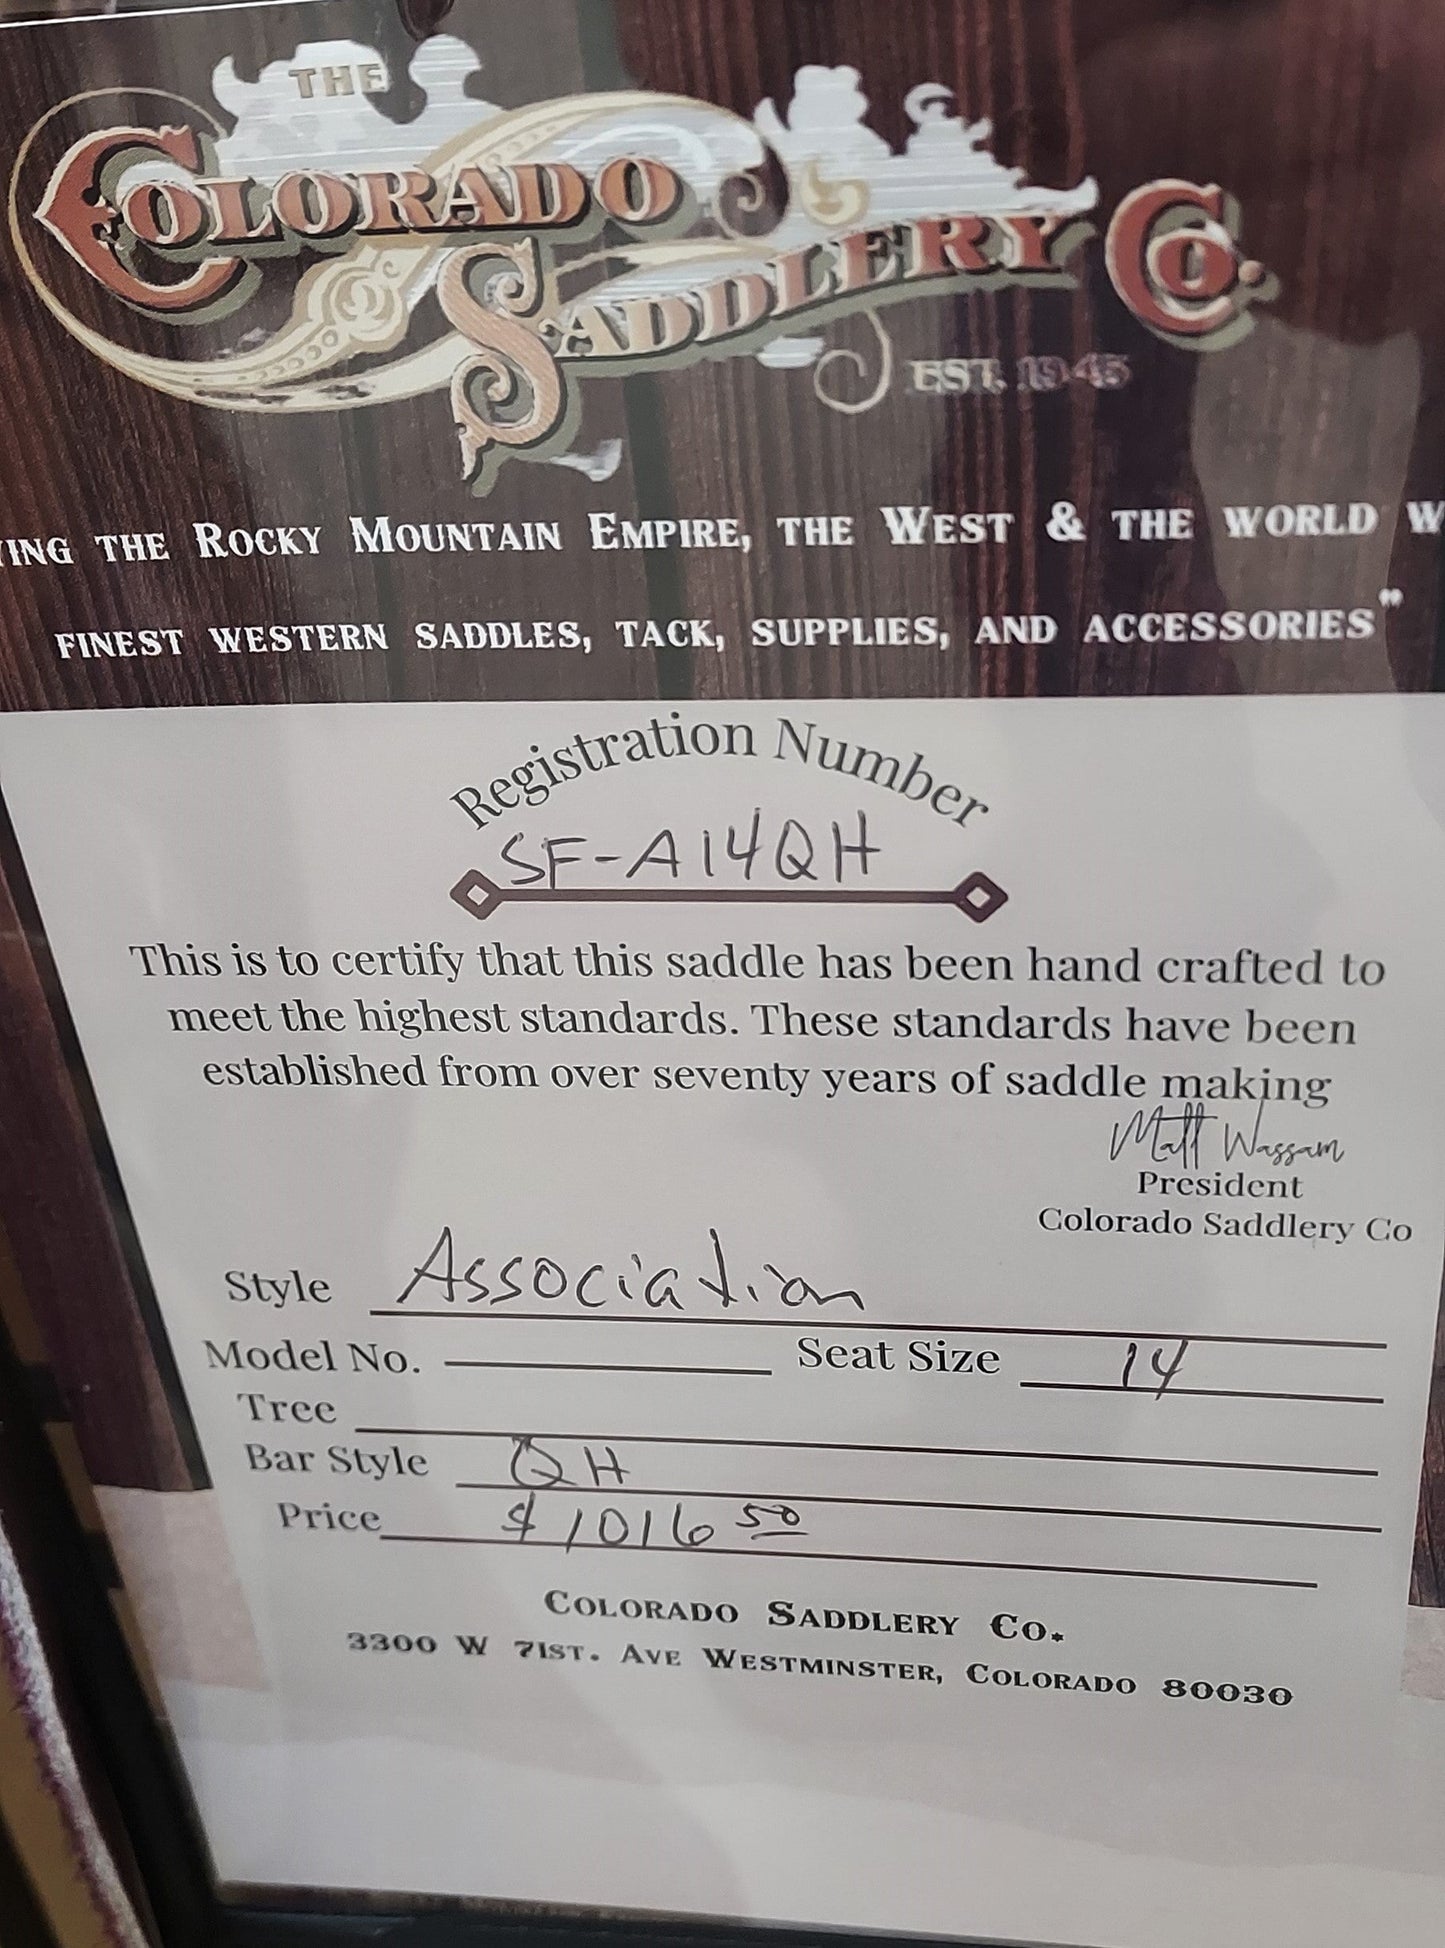 THE
COLORADO
SADDLERY CO.
EST. 1945
ING THE ROCKY MOUNTAIN EMPIRE, THE WEST & THE WORLD W
FINEST WESTERN SADDLES, TACK, SUPPLIES, AND ACCESSORIES"
Registration Number
SF-A14QH
This is to certify that this saddle has been hand crafted to
meet the highest standards. These standards have been
established from over seventy years of saddle making
Matt Wassam
President
Colorado Saddlery Co
Style Association
Model No. Seat Size 14
Tree
Bar Style QH
Price $1016 50
COLORADO SADDLERY CO.
3300 W 71ST. AVE WESTMINSTER, COLORADO 80030